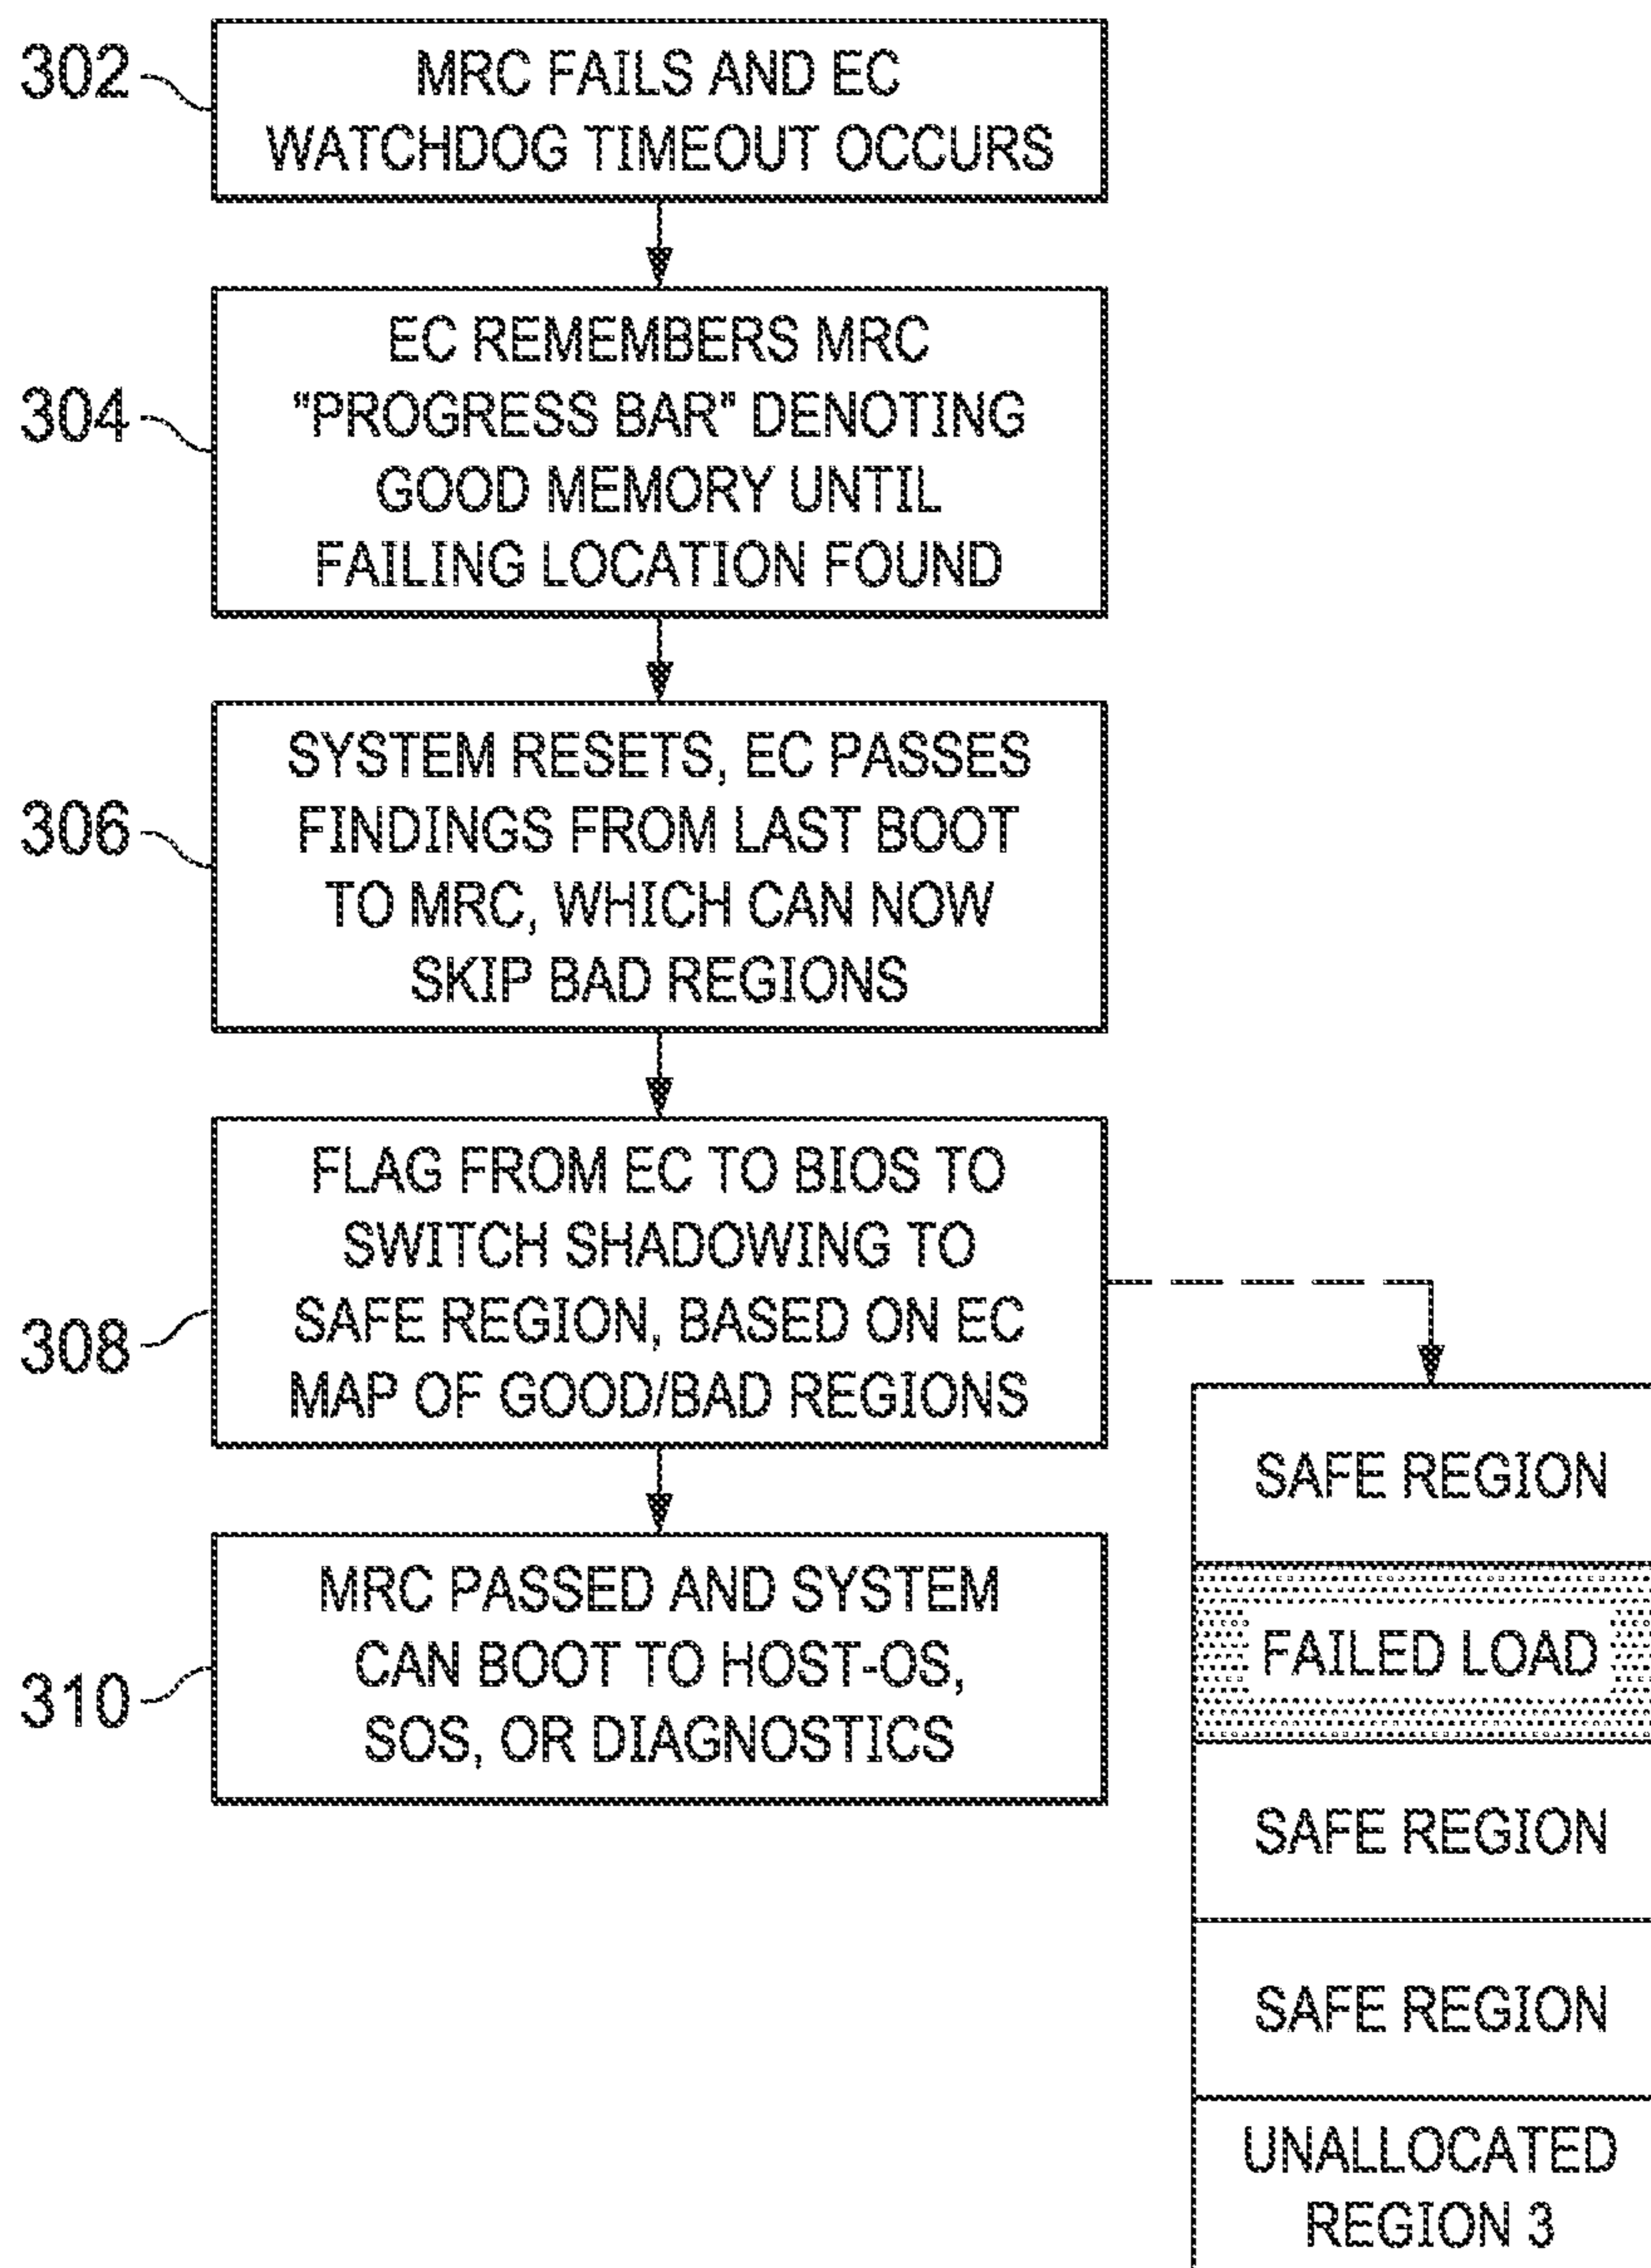 302
MRC FAILS AND EC
WATCHDOG TIMEOUT OCCURS
304
EC REMEMBERS MRC
"PROGRESS BAR" DENOTING
GOOD MEMORY UNTIL
FAILING LOCATION FOUND
306
SYSTEM RESETS, EC PASSES
FINDINGS FROM LAST BOOT
TO MRC, WHICH CAN NOW
SKIP BAD REGIONS
308
FLAG FROM EC TO BIOS TO
SWITCH SHADOWING TO
SAFE REGION, BASED ON EC
MAP OF GOOD/BAD REGIONS
310
MRC PASSED AND SYSTEM
CAN BOOT TO HOST-OS,
SOS, OR DIAGNOSTICS
SAFE REGION
FAILED LOAD
SAFE REGION
SAFE REGION
UNALLOCATED
REGION 3